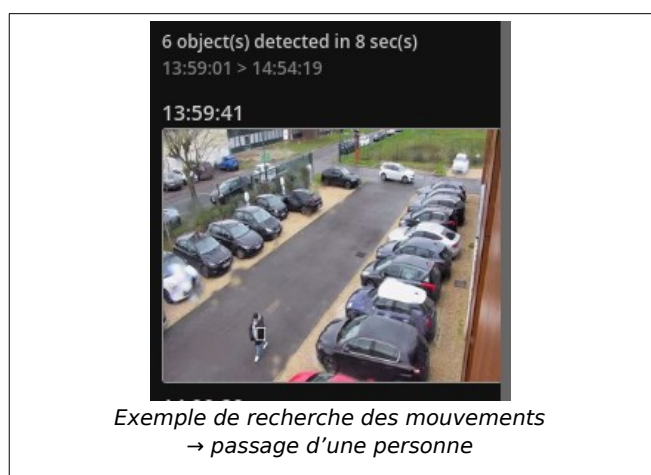 6 object(s) detected in 8 sec(s)
13:59:01 > 14:54:19
13:59:41
Exemple de recherche des mouvements
→ passage d’une personne